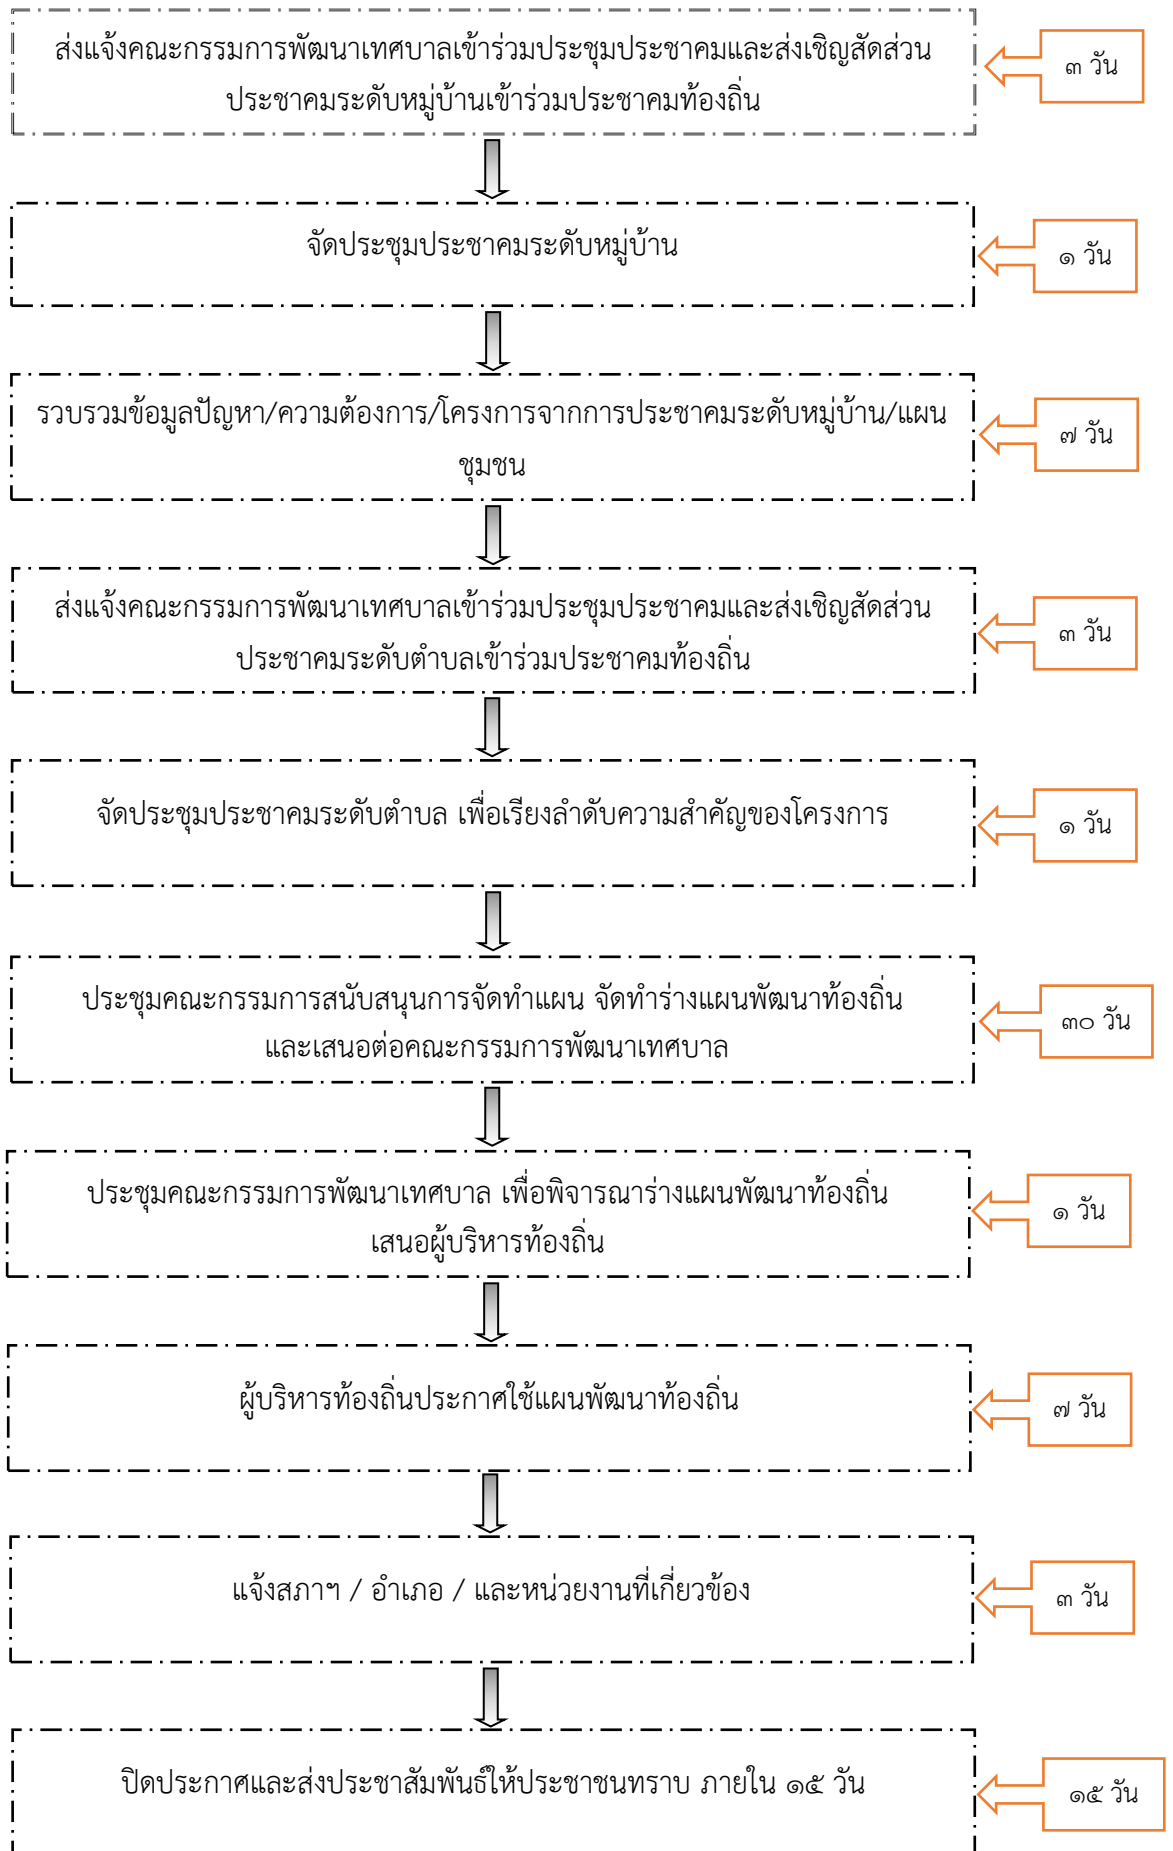 ส่งแจ้งคณะกรรมการพัฒนาเทศบาลเข้าร่วมประชุมประชาคมและส่งเชิญสัดส่วน
ประชาคมระดับหมู่บ้านเข้าร่วมประชาคมท้องถิ่น
๓ วัน
จัดประชุมประชาคมระดับหมู่บ้าน
๑ วัน
รวบรวมข้อมูลปัญหา/ความต้องการ/โครงการจากการประชาคมระดับหมู่บ้าน/แผน
ชุมชน
๗ วัน
ส่งแจ้งคณะกรรมการพัฒนาเทศบาลเข้าร่วมประชุมประชาคมและส่งเชิญสัดส่วน
ประชาคมระดับตำบลเข้าร่วมประชาคมท้องถิ่น
๓ วัน
จัดประชุมประชาคมระดับตำบล เพื่อเรียงลำดับความสำคัญของโครงการ
๑ วัน
ประชุมคณะกรรมการสนับสนุนการจัดทำแผน จัดทำร่างแผนพัฒนาท้องถิ่น
และเสนอต่อคณะกรรมการพัฒนาเทศบาล
๓๐ วัน
ประชุมคณะกรรมการพัฒนาเทศบาล เพื่อพิจารณาร่างแผนพัฒนาท้องถิ่น
เสนอผู้บริหารท้องถิ่น
๑ วัน
ผู้บริหารท้องถิ่นประกาศใช้แผนพัฒนาท้องถิ่น
๗ วัน
แจ้งสภาฯ / อำเภอ / และหน่วยงานที่เกี่ยวข้อง
๓ วัน
ปิดประกาศและส่งประชาสัมพันธ์ให้ประชาชนทราบ ภายใน ๑๕ วัน
๑๕ วัน